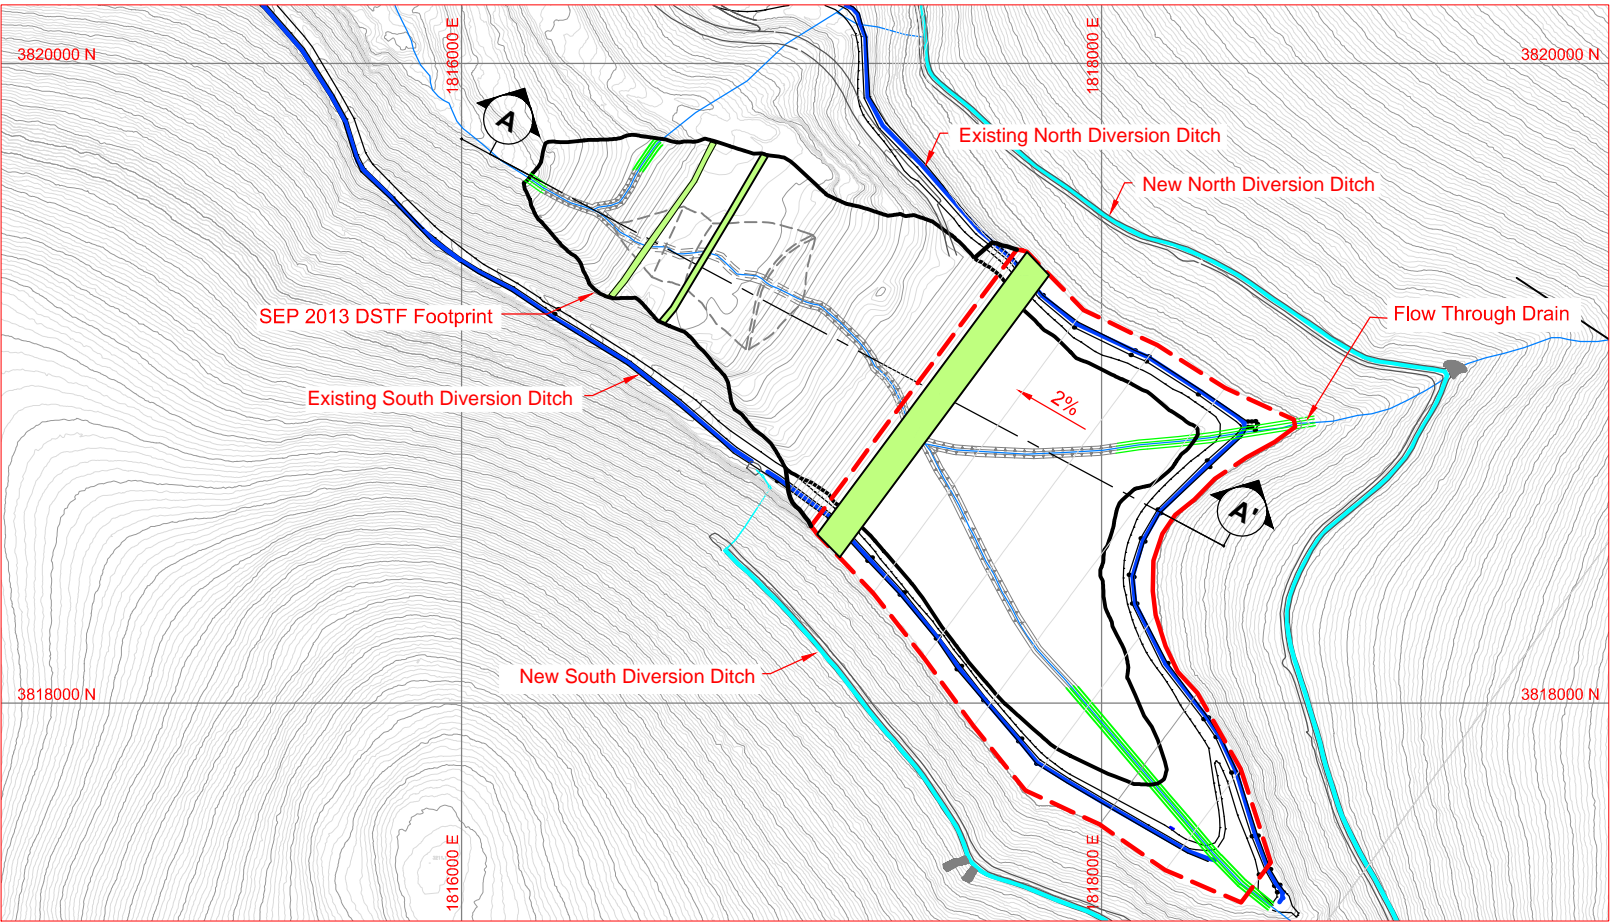 1816000 E
1818000 E
3820000 N
3820000 N
A
Existing North Diversion Ditch
New North Diversion Ditch
SEP 2013 DSTF Footprint
Flow Through Drain
Existing South Diversion Ditch
2%
A'
New South Diversion Ditch
3818000 N
3818000 N
1816000 E
1818000 E